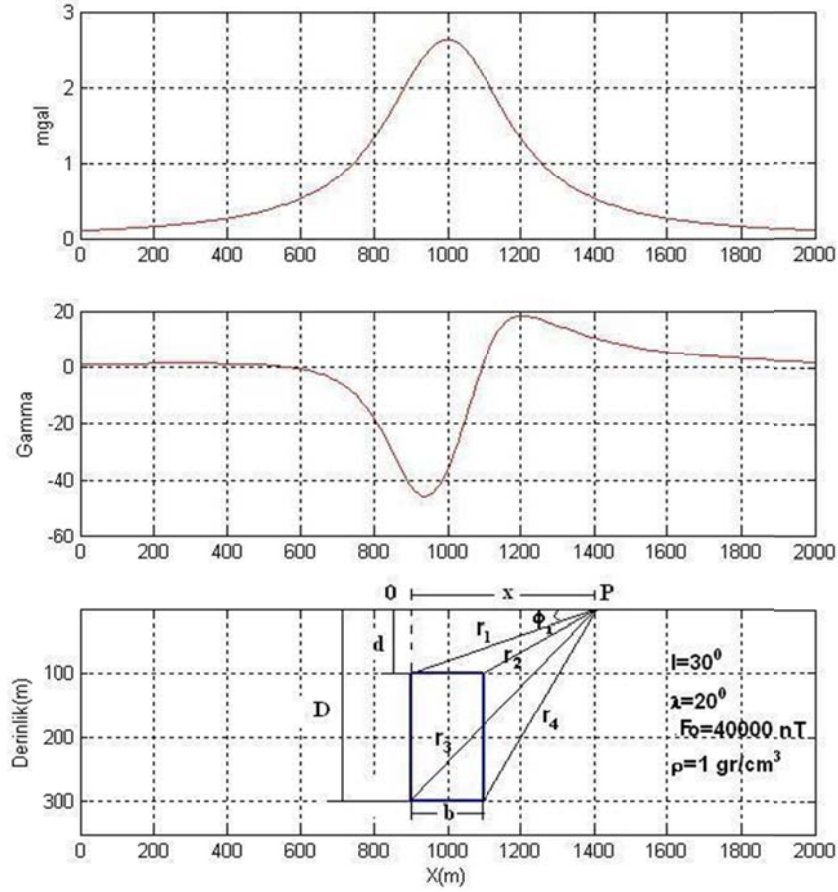 3
2
1
0
mgal
0 200 400 600 800 1000 1200 1400 1600 1800 2000
20
0
-20
-40
-60
Gamma
0 200 400 600 800 1000 1200 1400 1600 1800 2000
0 x P
ϕ₁
d r₁
r₂
100
200
300
Derinlik(m)
D
r₃ r₄
b
I=30⁰
λ=20⁰
F₀=40000 nT
ρ=1 gr/cm³
0 200 400 600 800 1000 1200 1400 1600 1800 2000
X(m)